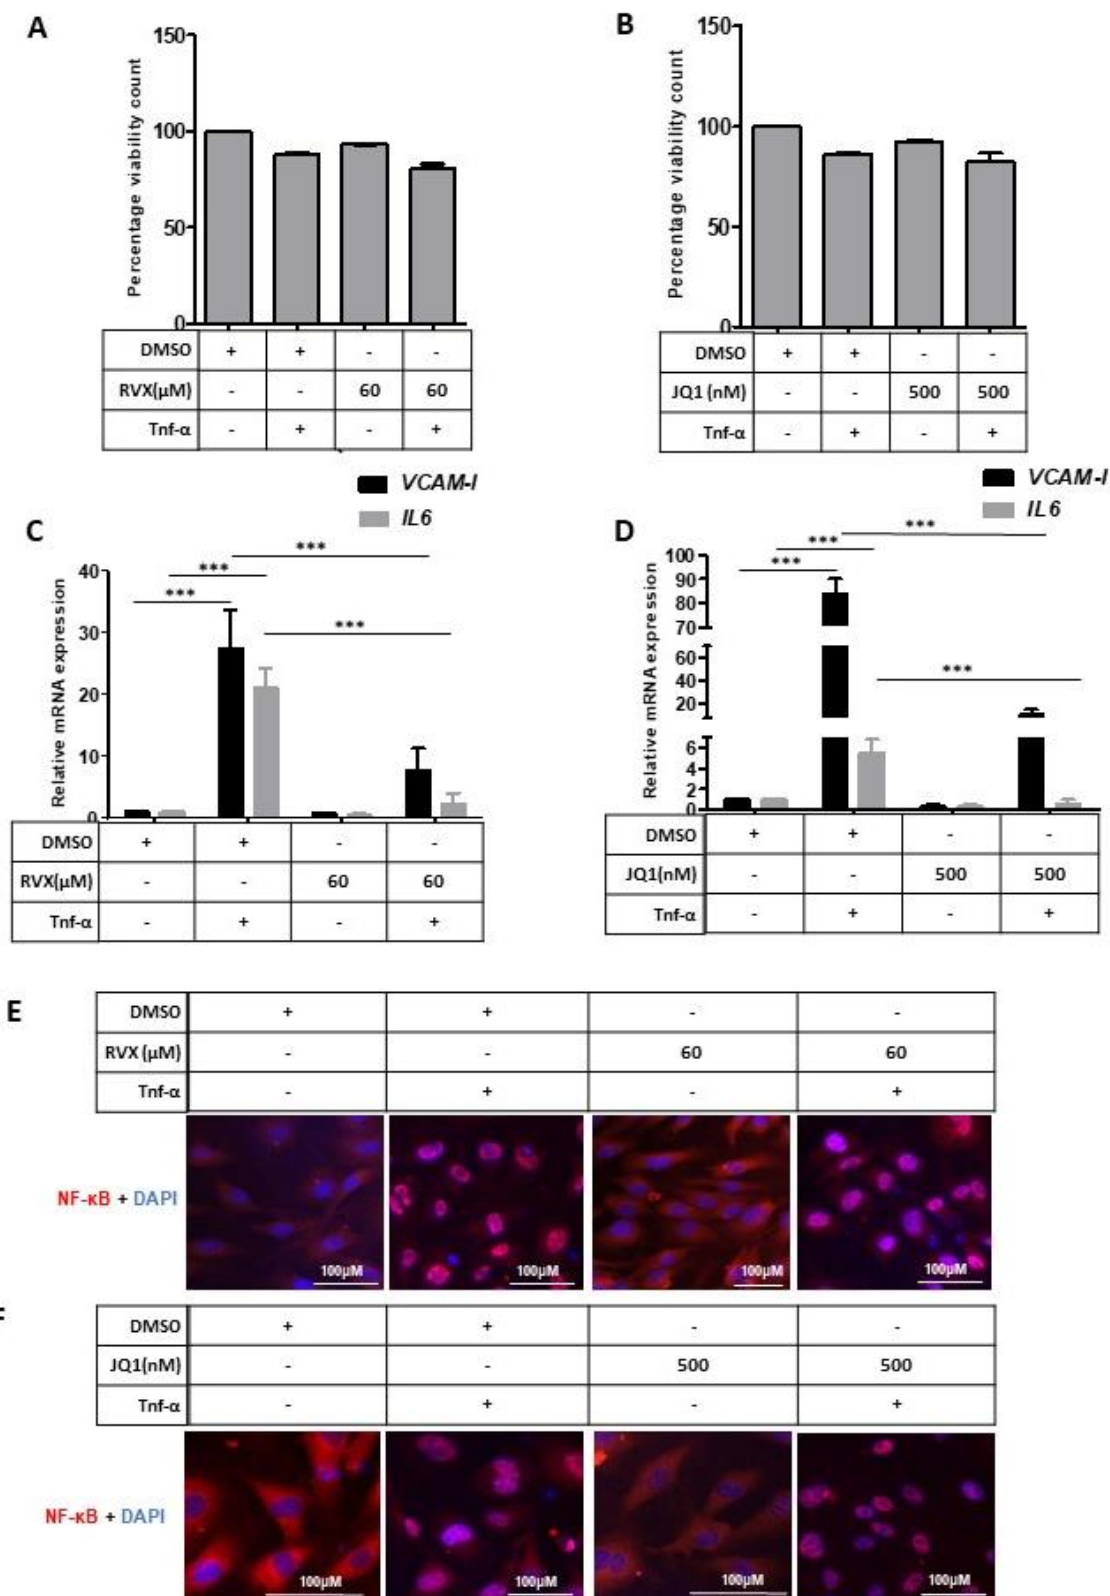 A
Percentage viability count
150
100
50
0
DMSO + + - -
RVX(μM) - - 60 60
Tnf-α - + - +
B
Percentage viability count
150
100
50
0
DMSO + + - -
JQ1 (nM) - - 500 500
Tnf-α - + - +
VCAM-I
IL6
C
Relative mRNA expression
40
30
20
10
0
***
***
***
***
DMSO + + - -
RVX(μM) - - 60 60
Tnf-α - + - +
VCAM-I
IL6
D
Relative mRNA expression
100
90
80
70
60
40
20
6
4
2
0
***
***
***
***
DMSO + + - -
JQ1(nM) - - 500 500
Tnf-α - + - +
E
DMSO + + - -
RVX (μM) - - 60 60
Tnf-α - + - +
NF-κB + DAPI
100μM 100μM 100μM 100μM
DMSO + + - -
JQ1(nM) - - 500 500
Tnf-α - + - +
NF-κB + DAPI
100μM 100μM 100μM 100μM